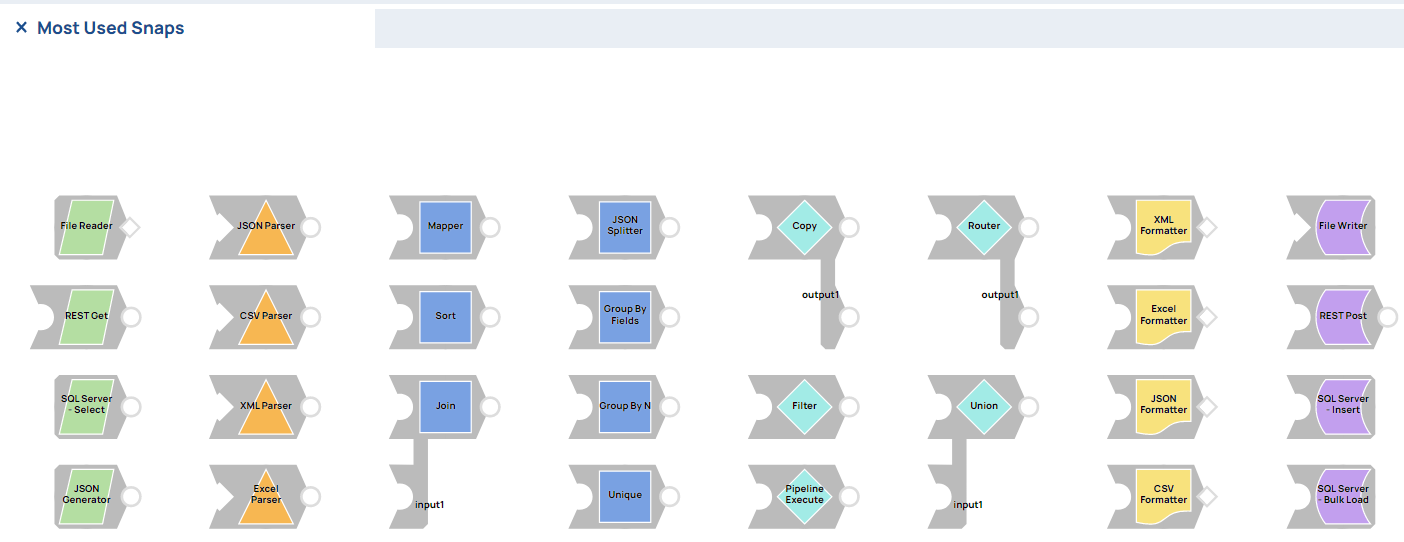 × Most Used Snaps
File Reader
JSON Parser
Mapper
JSON
Splitter
Copy
Router
XML
Formatter
File Writer
output1
output1
REST Get
CSV Parser
Sort
Group By
Fields
Excel
Formatter
REST Post
SQL Server
- Select
XML Parser
Join
Group By N
Filter
Union
JSON
Formatter
SQL Server
- Insert
JSON
Generator
Excel
Parser
input1
Unique
Pipeline
Execute
input1
CSV
Formatter
SQL Server
- Bulk Load